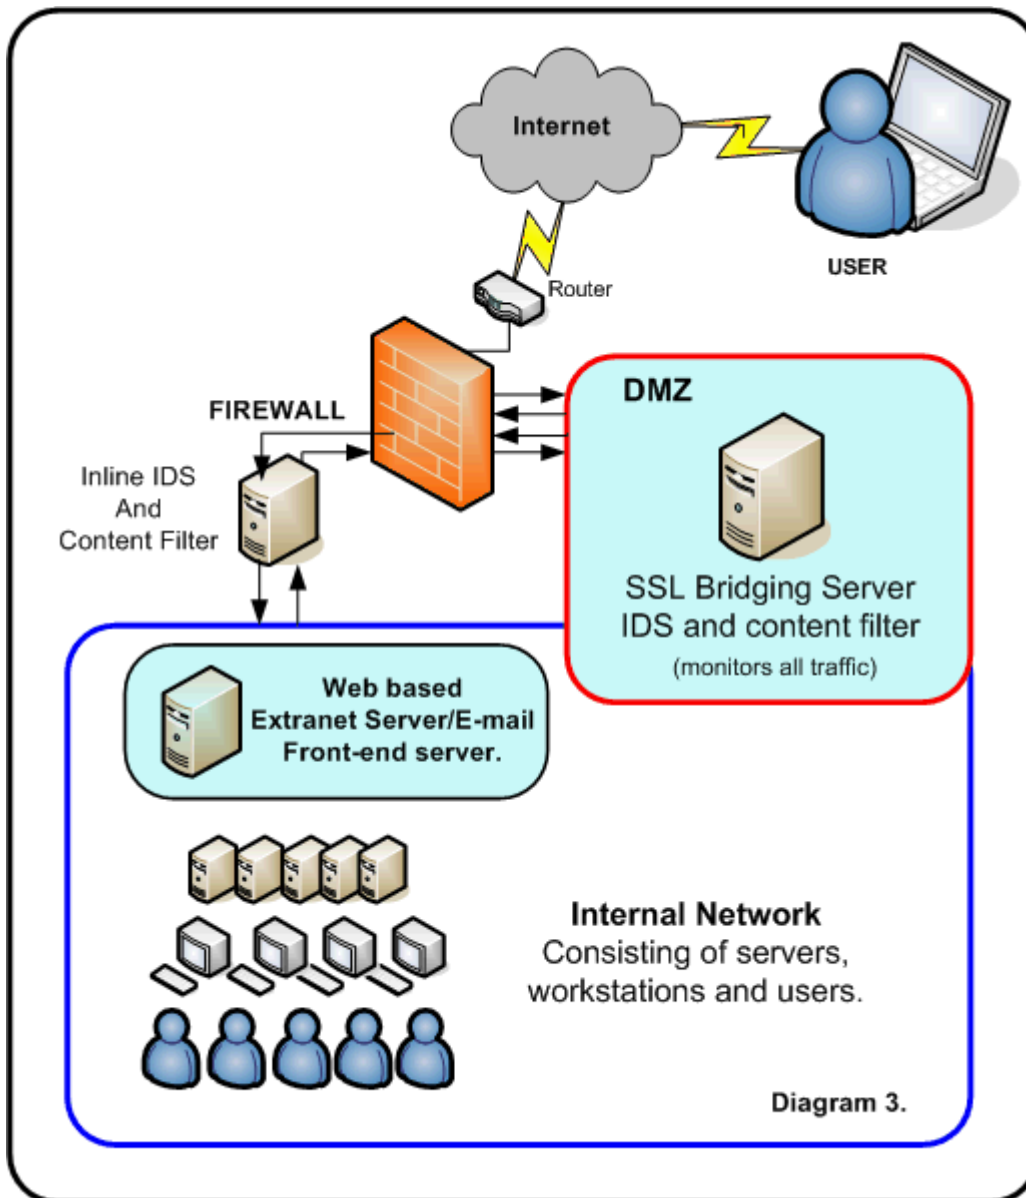 Internet
USER
Router
FIREWALL
DMZ
Inline IDS
And
Content Filter
SSL Bridging Server
IDS and content filter
(monitors all traffic)
Web based
Extranet Server/E-mail
Front-end server.
Internal Network
Consisting of servers,
workstations and users.
Diagram 3.